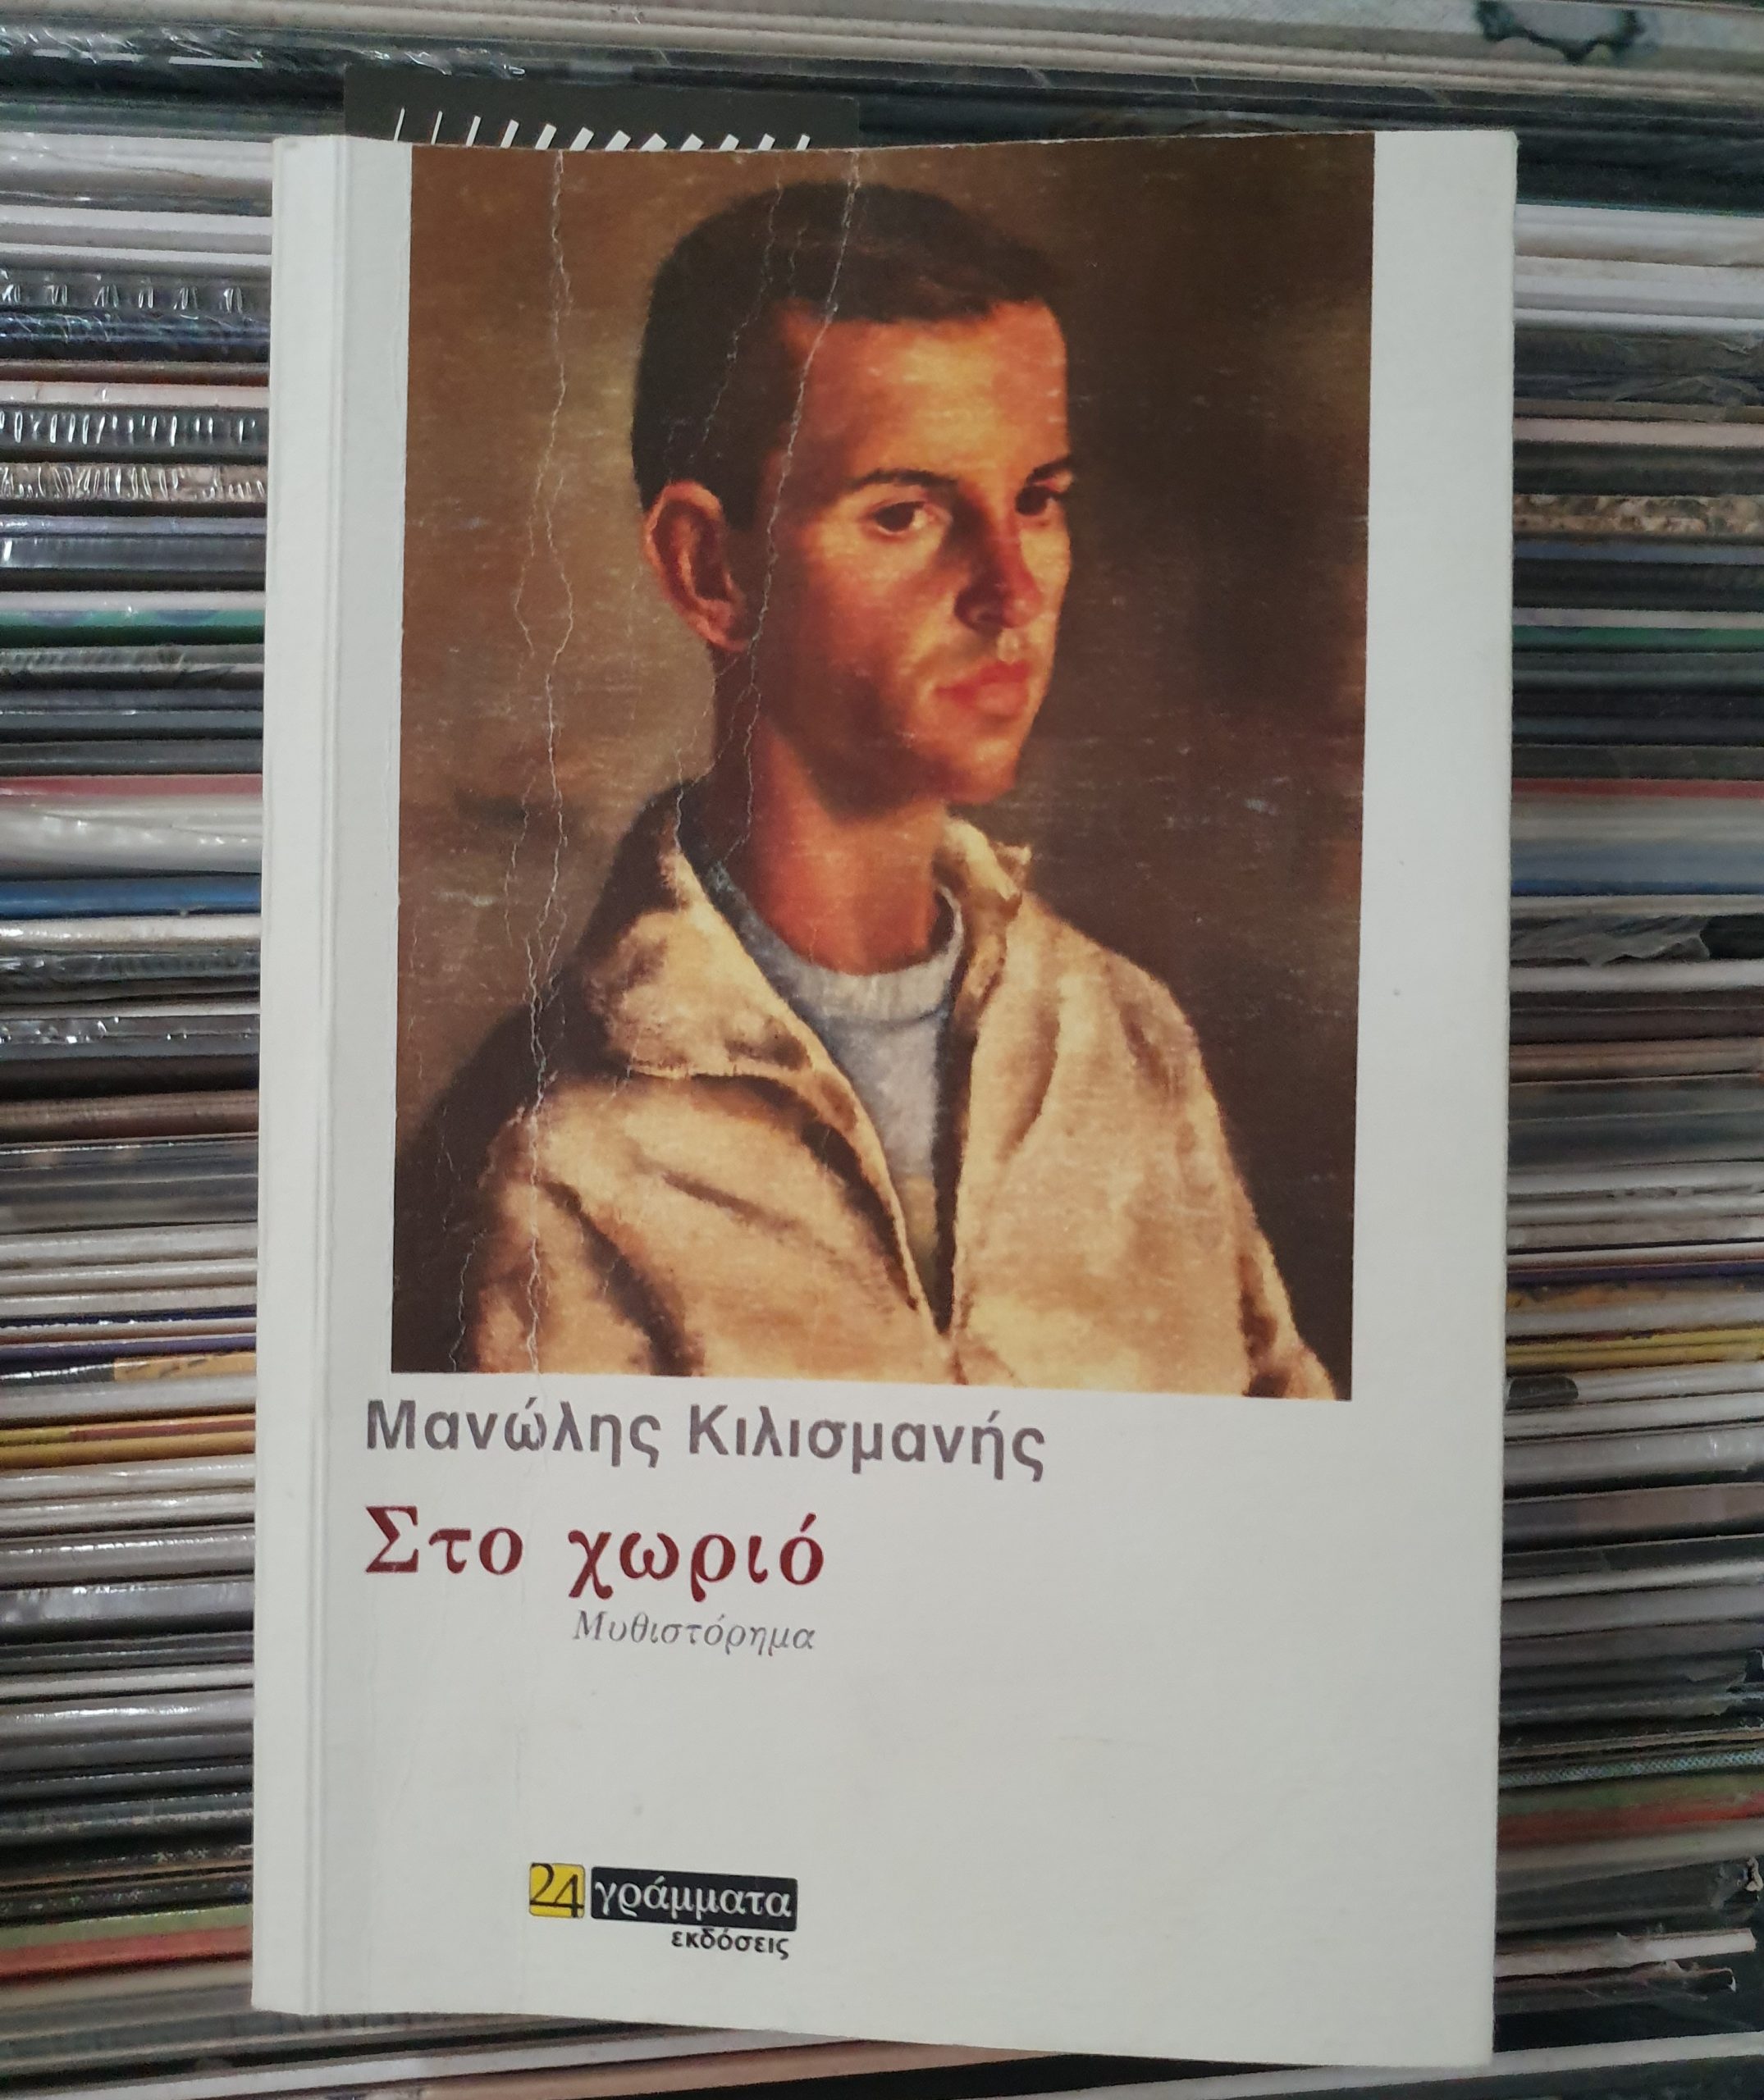 Μανώλης Κιλισμανής
Στο χωριό
Μυθιστόρημα
24 γράμματα
εκδόσεις